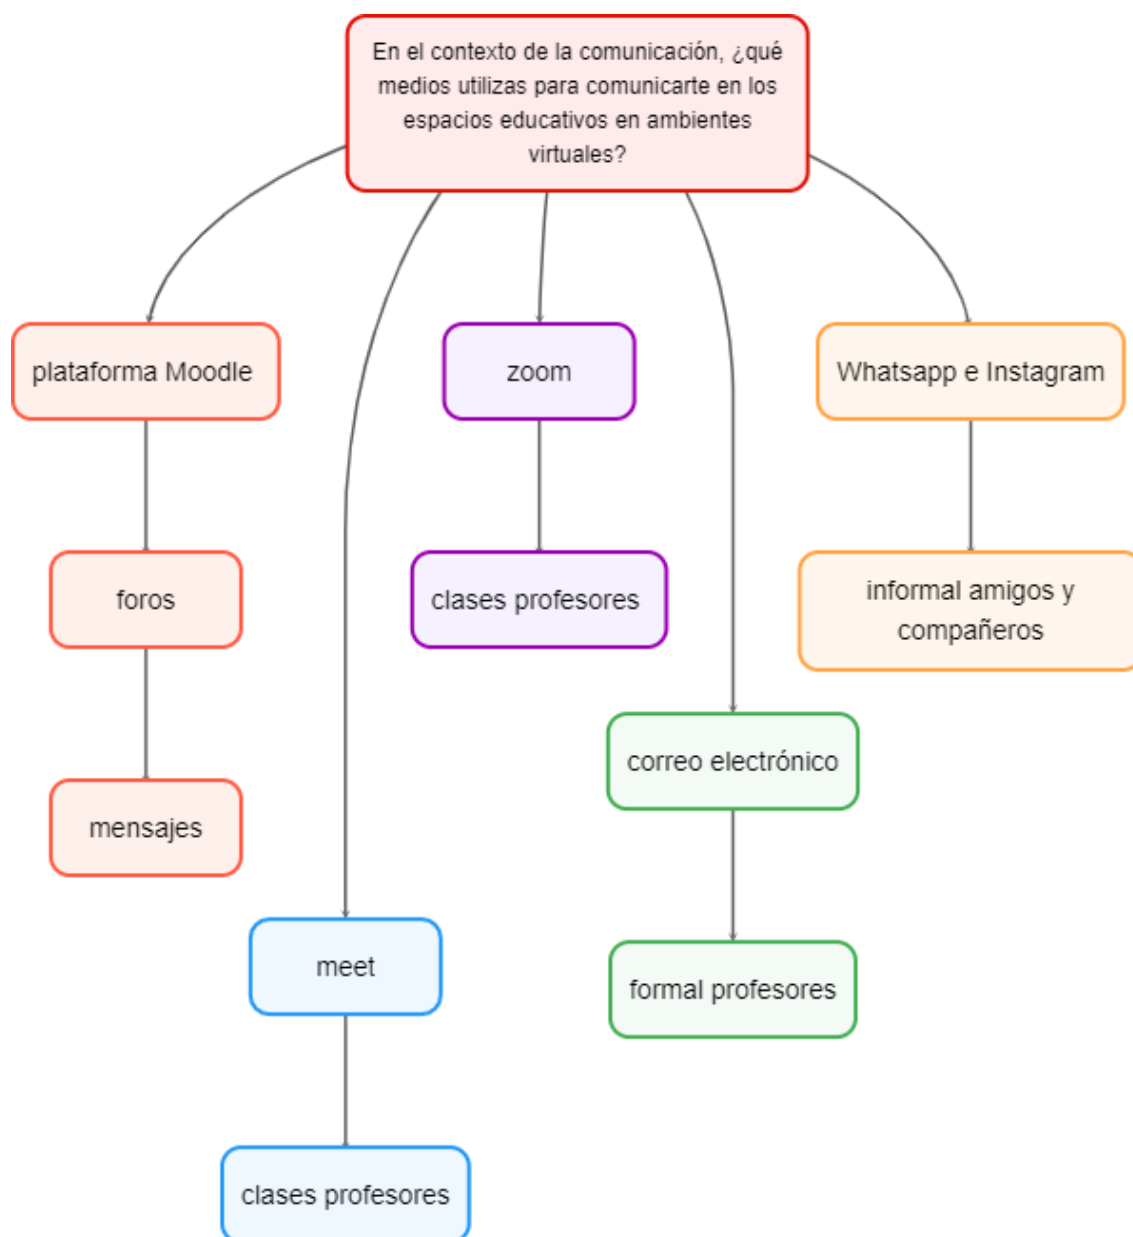 En el contexto de la comunicación, ¿qué
medios utilizas para comunicarte en los
espacios educativos en ambientes
virtuales?
plataforma Moodle
zoom
Whatsapp e Instagram
foros
clases profesores
informal amigos y
compañeros
correo electrónico
mensajes
meet
formal profesores
clases profesores